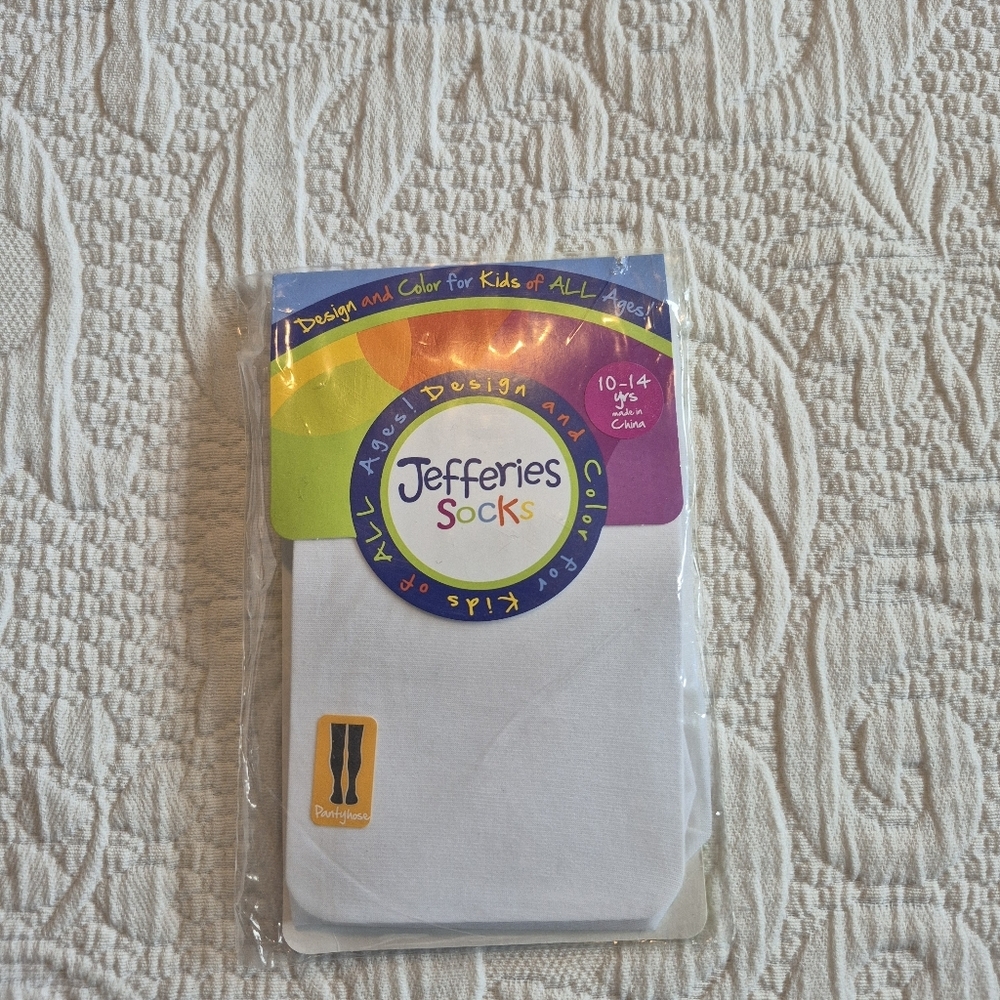 Design and Color for Kids of ALL Ages!
10-14
yrs
made in
China
Design and Color for Kids of ALL Ages!
Jefferies
Socks
Pantyhose